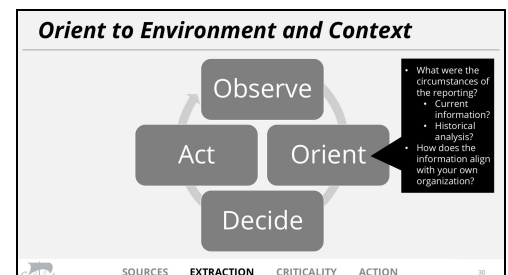 Orient to Environment and Context
Observe
• What were the
circumstances of
the reporting?
• Current
information?
• Historical
analysis?
• How does the
information align
with your own
organization?
Act
Orient
Decide
SOURCES EXTRACTION CRITICALITY ACTION
30